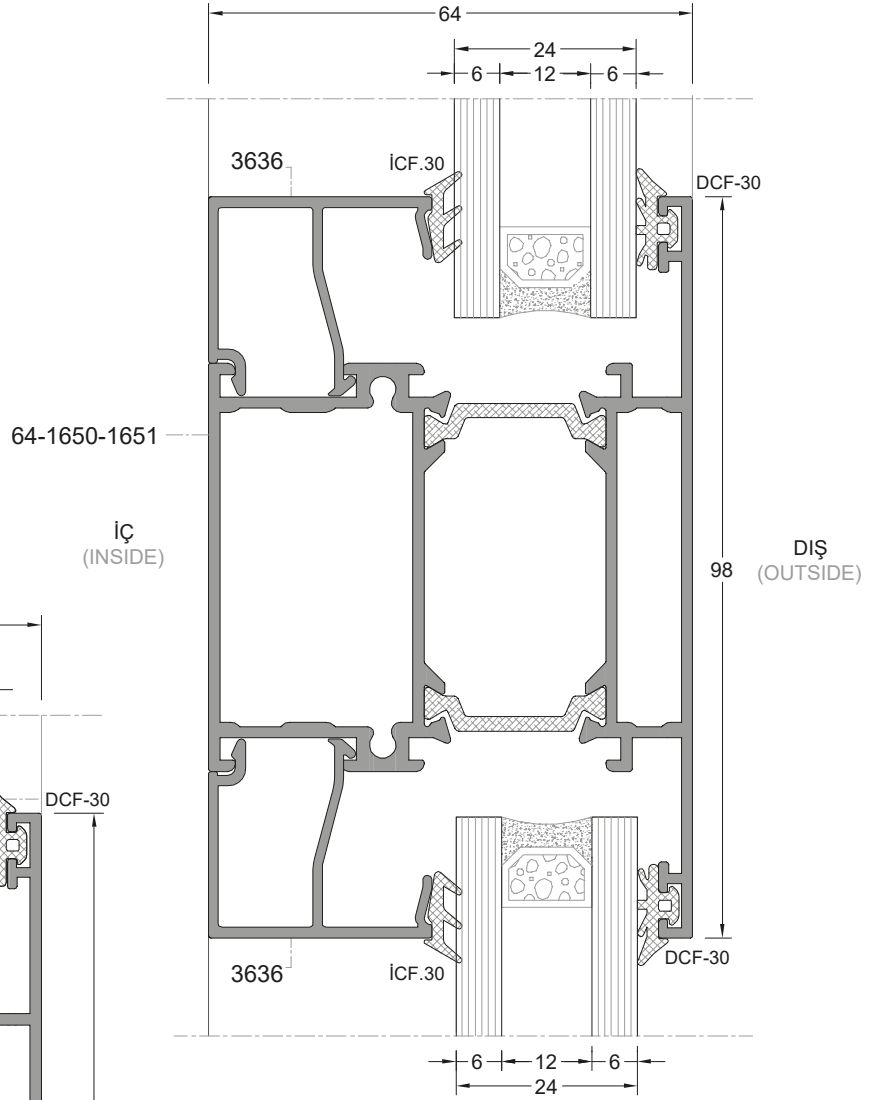 64
24
6 12 6
3636
İCF.30
DCF-30
64-1650-1651
İÇ
(INSIDE)
98
DIŞ
(OUTSIDE)
DCF-30
3636
İCF.30
DCF-30
6 12 6
24